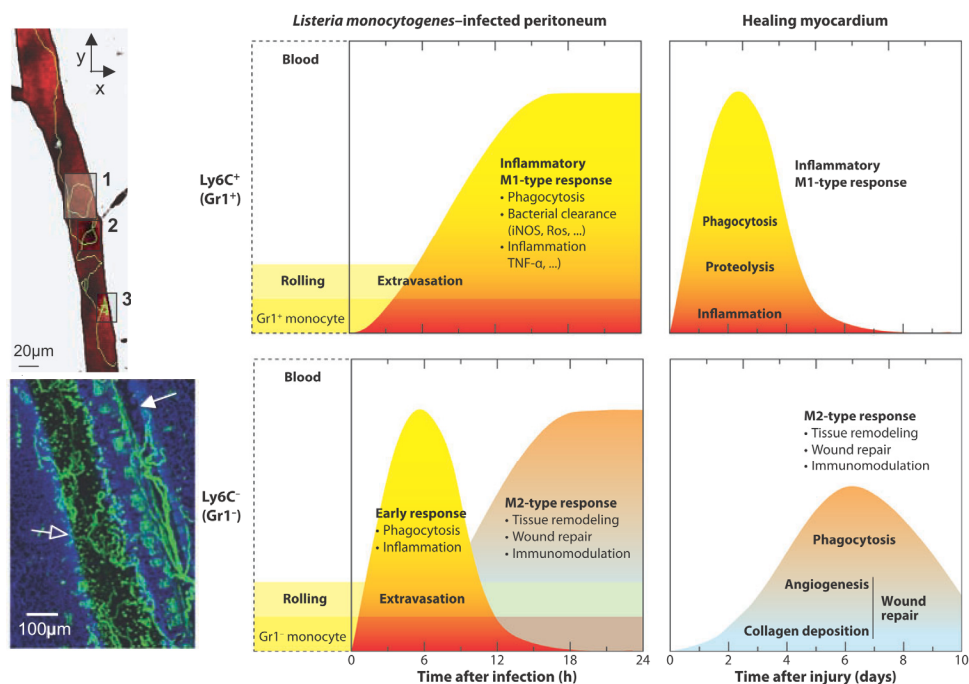 y
x
1
2
3
20μm
100μm
Listeria monocytogenes–infected peritoneum
Healing myocardium
Ly6C⁺
(Gr1⁺)
Blood
Rolling
Gr1⁺ monocyte
Extravasation
Inflammatory
M1-type response
• Phagocytosis
• Bacterial clearance
(iNOS, Ros, ...)
• Inflammation
TNF-α, ...)
Inflammatory
M1-type response
Phagocytosis
Proteolysis
Inflammation
Ly6C⁻
(Gr1⁻)
Blood
Rolling
Gr1⁻ monocyte
Early response
• Phagocytosis
• Inflammation
Extravasation
M2-type response
• Tissue remodeling
• Wound repair
• Immunomodulation
0 6 12 18 24
Time after infection (h)
M2-type response
• Tissue remodeling
• Wound repair
• Immunomodulation
Phagocytosis
Angiogenesis
Collagen deposition
Wound
repair
0 2 4 6 8 10
Time after injury (days)